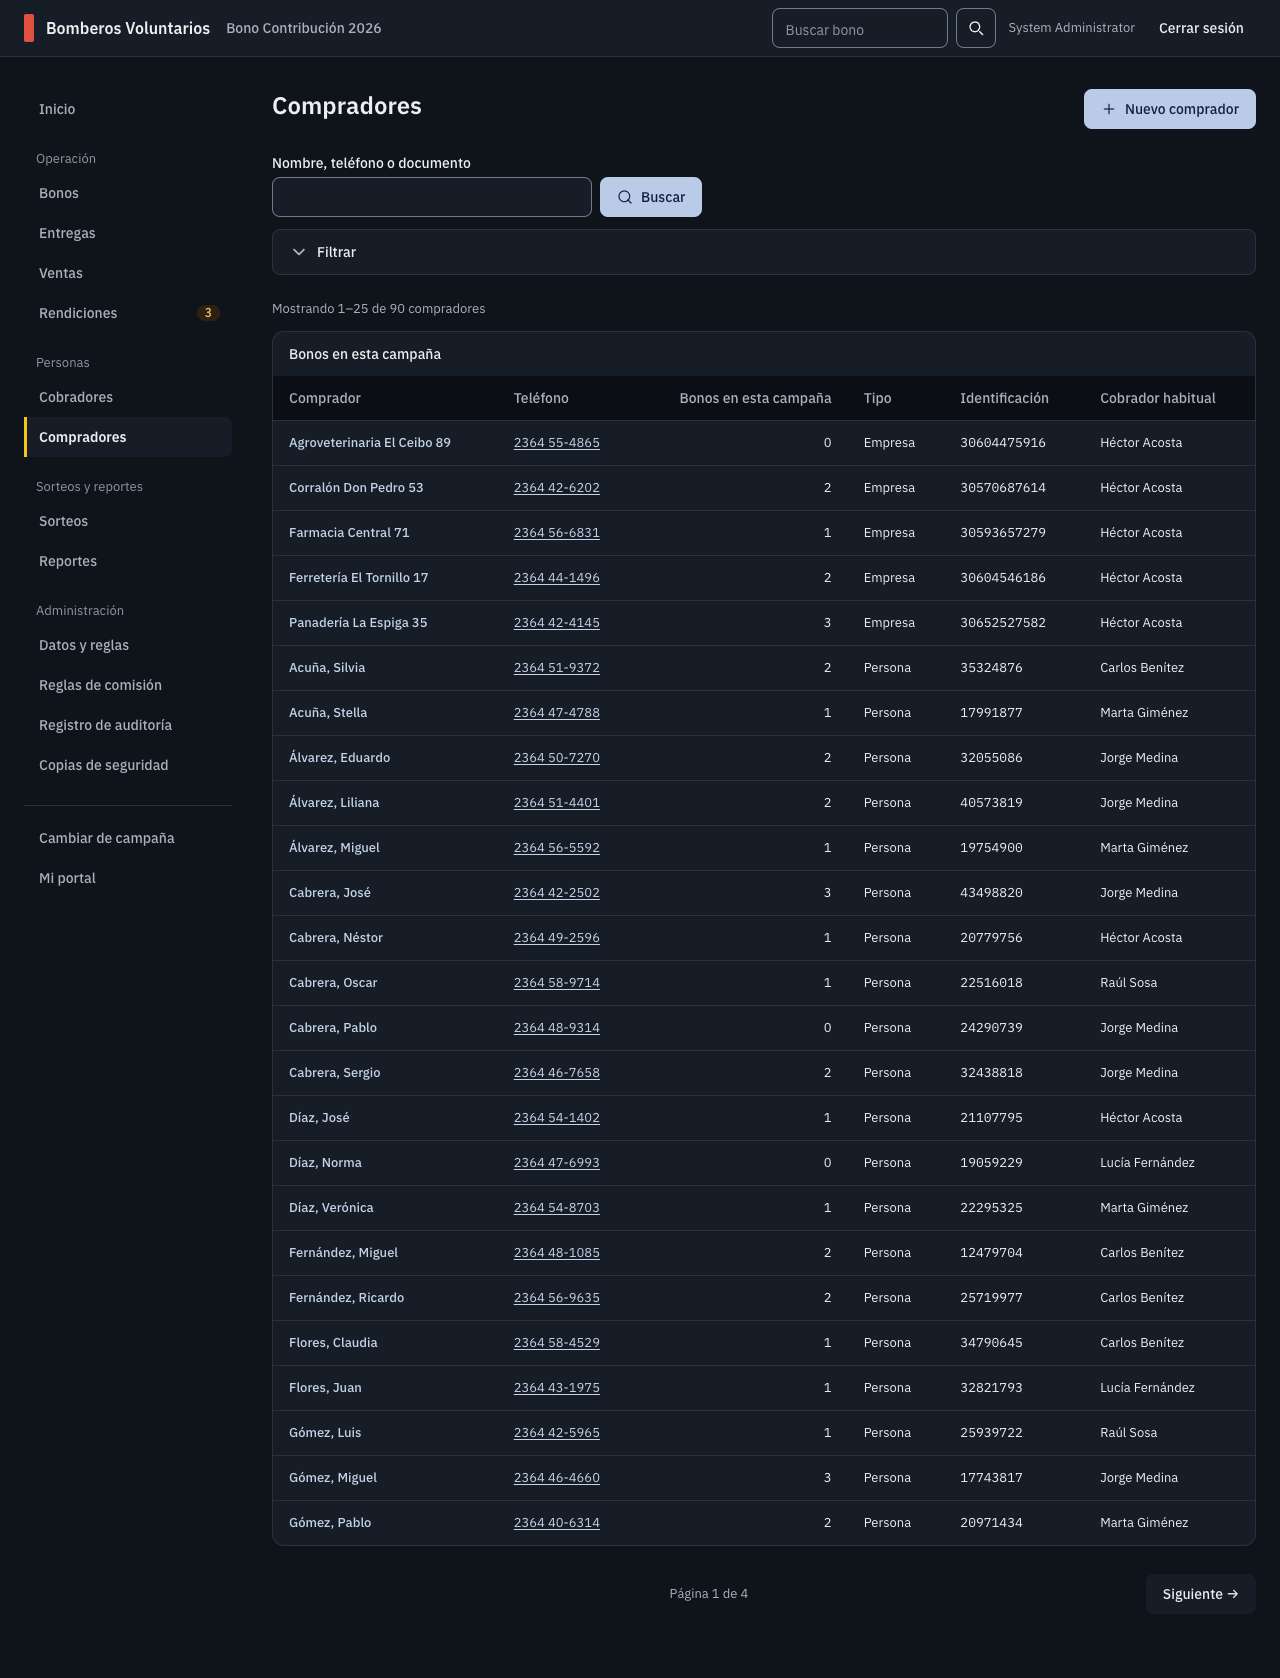 Bomberos Voluntarios Bono Contribución 2026 Buscar bono System Administrator Cerrar sesión
Inicio
Operación
Bonos
Entregas
Ventas
Rendiciones 3
Personas
Cobradores
Compradores
Sorteos y reportes
Sorteos
Reportes
Administración
Datos y reglas
Reglas de comisión
Registro de auditoría
Copias de seguridad
Cambiar de campaña
Mi portal
Compradores
+ Nuevo comprador
Nombre, teléfono o documento
Buscar
Filtrar
Mostrando 1–25 de 90 compradores
Bonos en esta campaña
Comprador Teléfono Bonos en esta campaña Tipo Identificación Cobrador habitual
Agroveterinaria El Ceibo 89 2364 55-4865 0 Empresa 30604475916 Héctor Acosta
Corralón Don Pedro 53 2364 42-6202 2 Empresa 30570687614 Héctor Acosta
Farmacia Central 71 2364 56-6831 1 Empresa 30593657279 Héctor Acosta
Ferretería El Tornillo 17 2364 44-1496 2 Empresa 30604546186 Héctor Acosta
Panadería La Espiga 35 2364 42-4145 3 Empresa 30652527582 Héctor Acosta
Acuña, Silvia 2364 51-9372 2 Persona 35324876 Carlos Benítez
Acuña, Stella 2364 47-4788 1 Persona 17991877 Marta Giménez
Álvarez, Eduardo 2364 50-7270 2 Persona 32055086 Jorge Medina
Álvarez, Liliana 2364 51-4401 2 Persona 40573819 Jorge Medina
Álvarez, Miguel 2364 56-5592 1 Persona 19754900 Marta Giménez
Cabrera, José 2364 42-2502 3 Persona 43498820 Jorge Medina
Cabrera, Néstor 2364 49-2596 1 Persona 20779756 Héctor Acosta
Cabrera, Oscar 2364 58-9714 1 Persona 22516018 Raúl Sosa
Cabrera, Pablo 2364 48-9314 0 Persona 24290739 Jorge Medina
Cabrera, Sergio 2364 46-7658 2 Persona 32438818 Jorge Medina
Díaz, José 2364 54-1402 1 Persona 21107795 Héctor Acosta
Díaz, Norma 2364 47-6993 0 Persona 19059229 Lucía Fernández
Díaz, Verónica 2364 54-8703 1 Persona 22295325 Marta Giménez
Fernández, Miguel 2364 48-1085 2 Persona 12479704 Carlos Benítez
Fernández, Ricardo 2364 56-9635 2 Persona 25719977 Carlos Benítez
Flores, Claudia 2364 58-4529 1 Persona 34790645 Carlos Benítez
Flores, Juan 2364 43-1975 1 Persona 32821793 Lucía Fernández
Gómez, Luis 2364 42-5965 1 Persona 25939722 Raúl Sosa
Gómez, Miguel 2364 46-4660 3 Persona 17743817 Jorge Medina
Gómez, Pablo 2364 40-6314 2 Persona 20971434 Marta Giménez
Página 1 de 4 Siguiente →